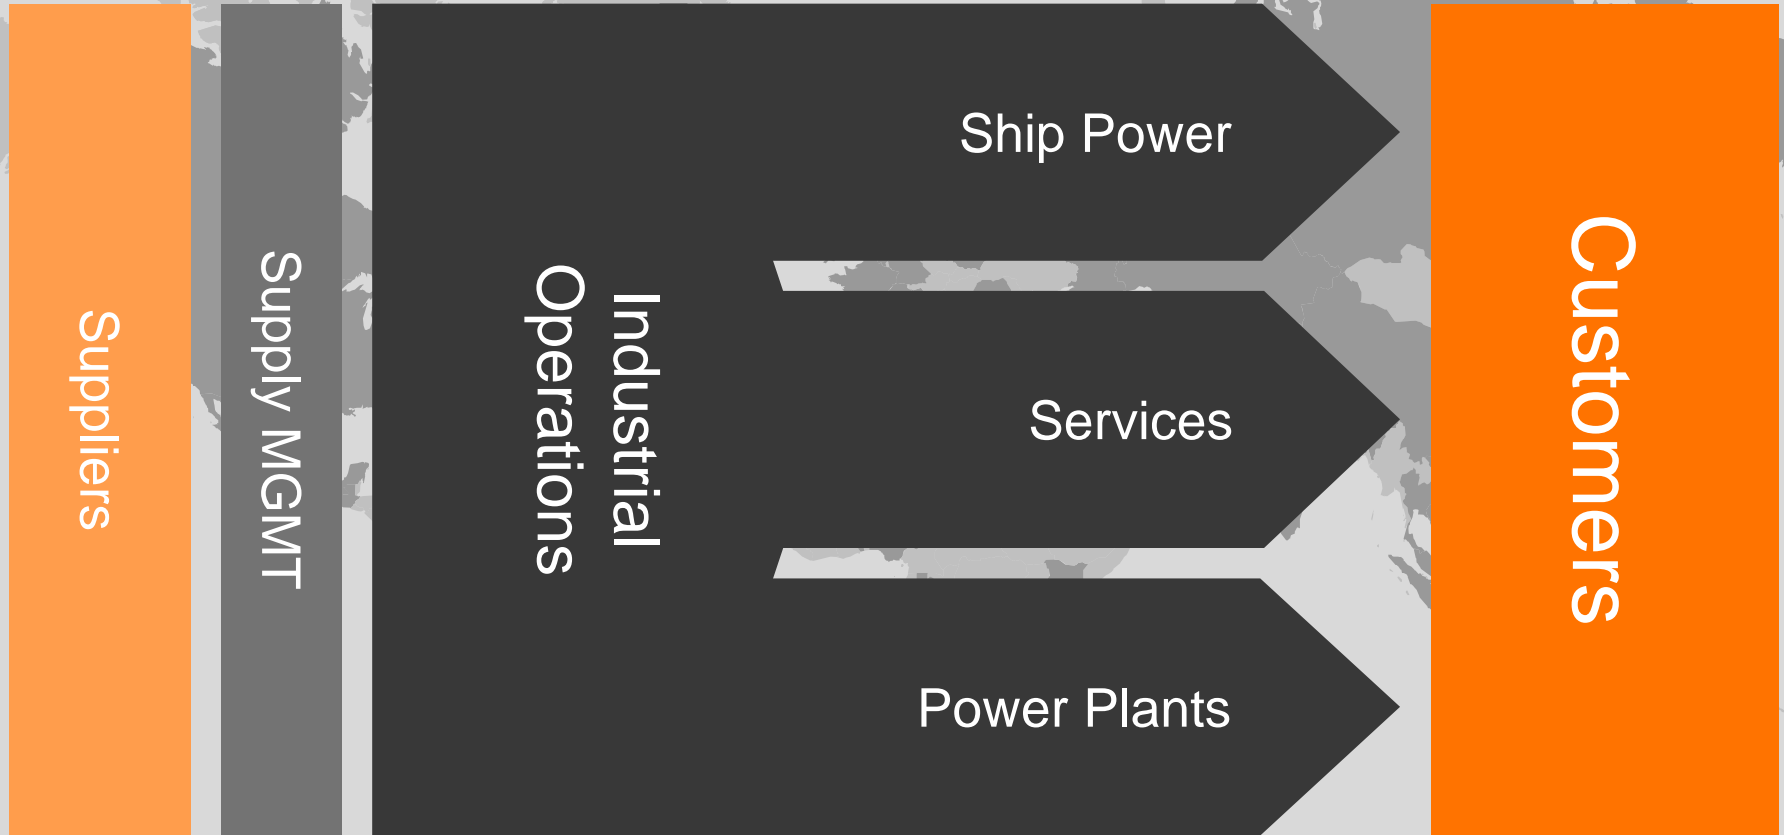 Suppliers
Supply MGMT
Industrial
Operations
Ship Power
Services
Power Plants
Customers